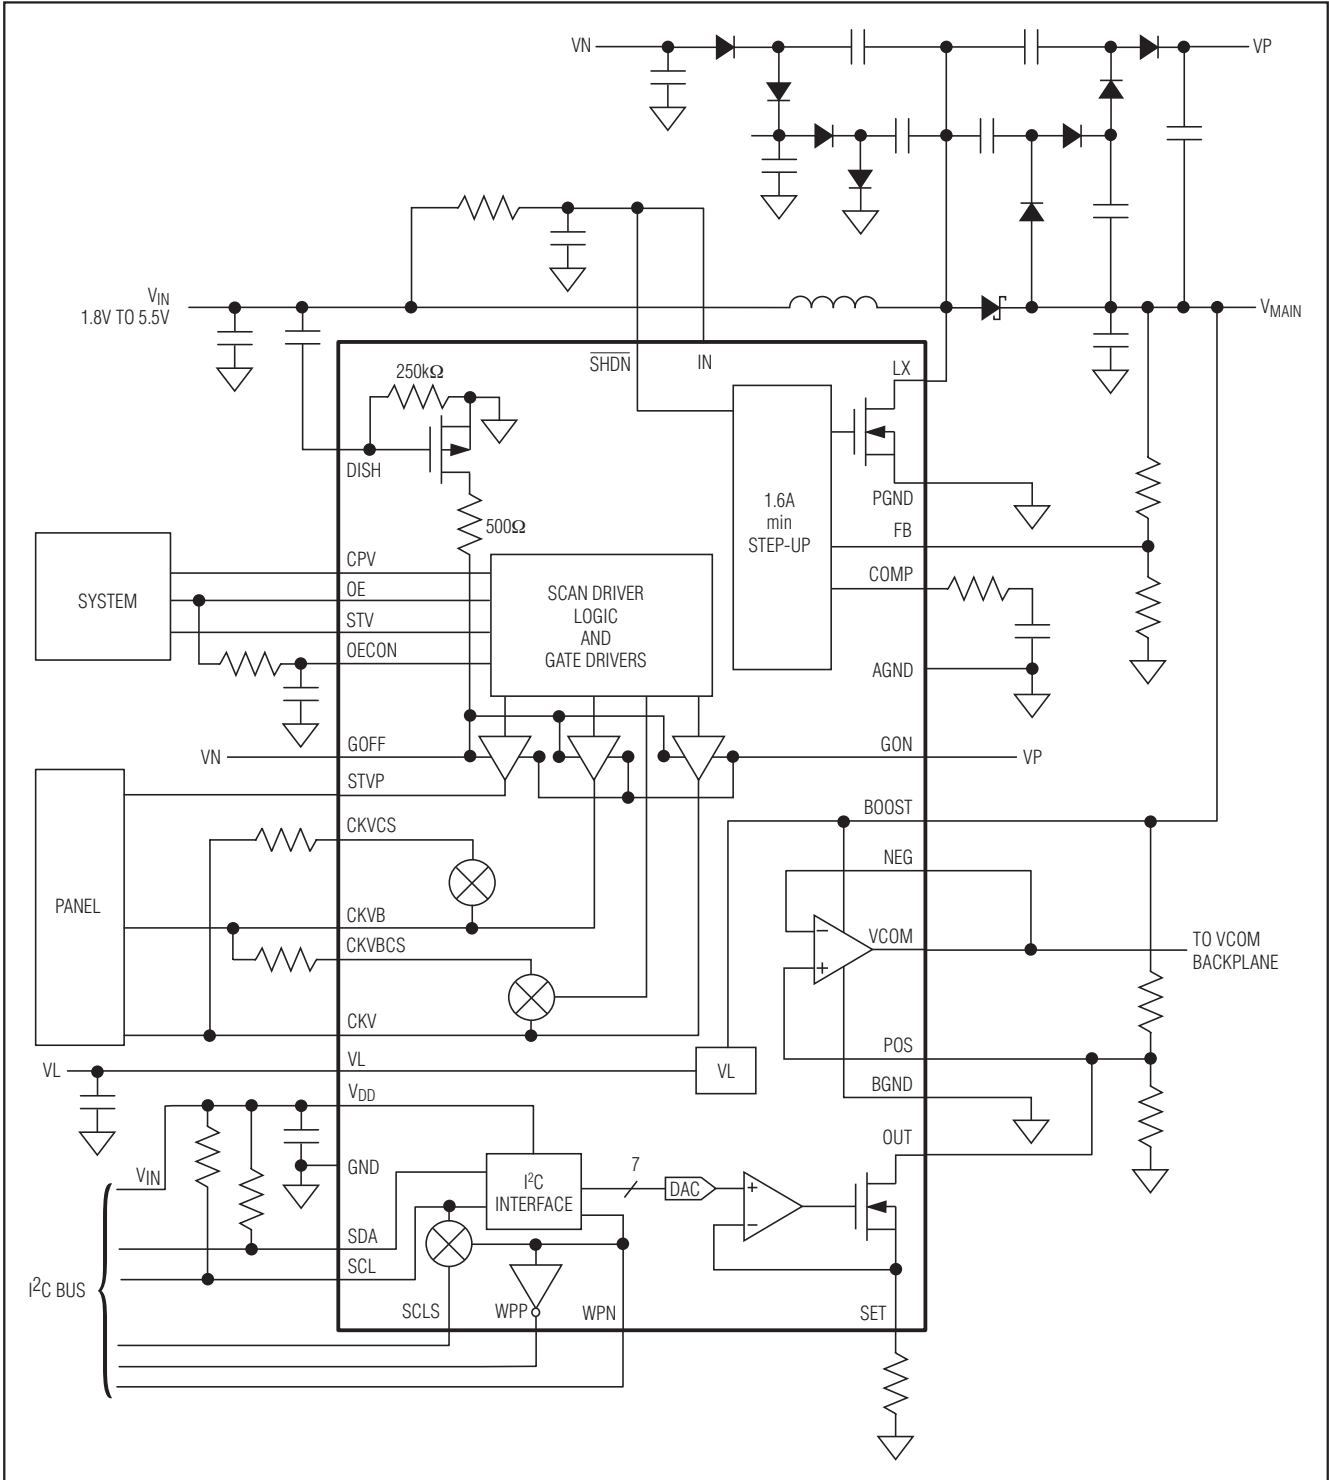 VN
VP
VIN
1.8V TO 5.5V
VMAIN
SHDN
IN
LX
250kΩ
DISH
500Ω
1.6A
min
STEP-UP
PGND
FB
COMP
AGND
SYSTEM
CPV
OE
STV
OECON
SCAN DRIVER
LOGIC
AND
GATE DRIVERS
VN
GOFF
GON
VP
STVP
BOOST
PANEL
CKVCS
NEG
CKVB
CKVBCS
VCOM
−
+
TO VCOM
BACKPLANE
CKV
POS
VL
VL
VL
BGND
VDD
OUT
VIN
GND
I2C
INTERFACE
7
DAC
+
−
SDA
SCL
I2C BUS
SCLS
WPP
WPN
SET